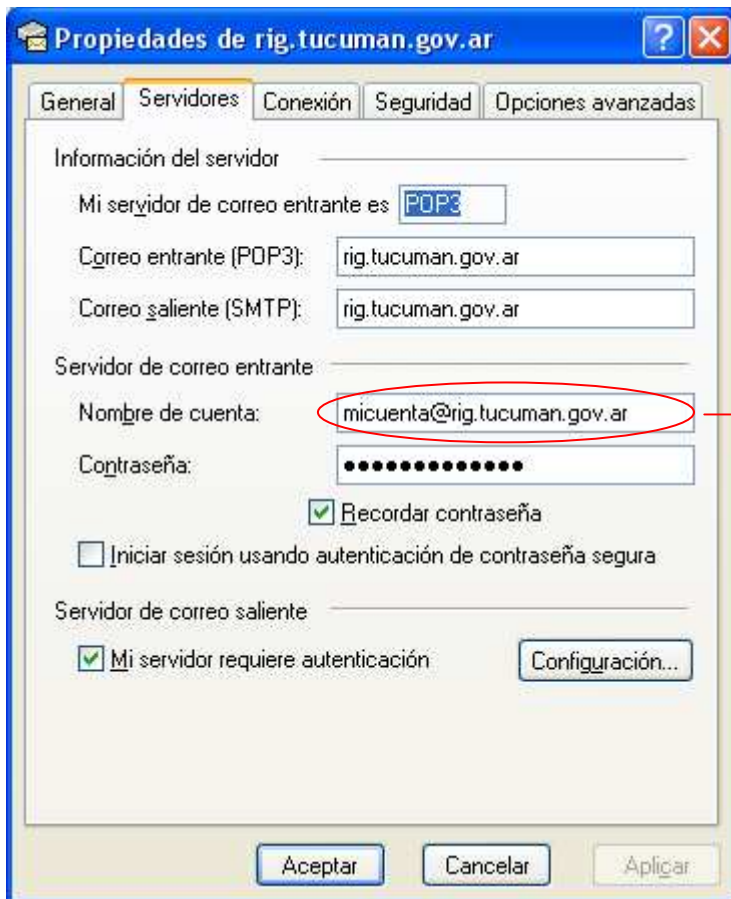 Propiedades de rig.tucuman.gov.ar
General Servidores Conexión Seguridad Opciones avanzadas
Información del servidor
Mi servidor de correo entrante es POP3
Correo entrante (POP3): rig.tucuman.gov.ar
Correo saliente (SMTP): rig.tucuman.gov.ar
Servidor de correo entrante
Nombre de cuenta: micuenta@rig.tucuman.gov.ar
Contraseña: ●●●●●●●●●●●●●
Recordar contraseña
Iniciar sesión usando autenticación de contraseña segura
Servidor de correo saliente
Mi servidor requiere autenticación Configuración...
Aceptar Cancelar Aplicar